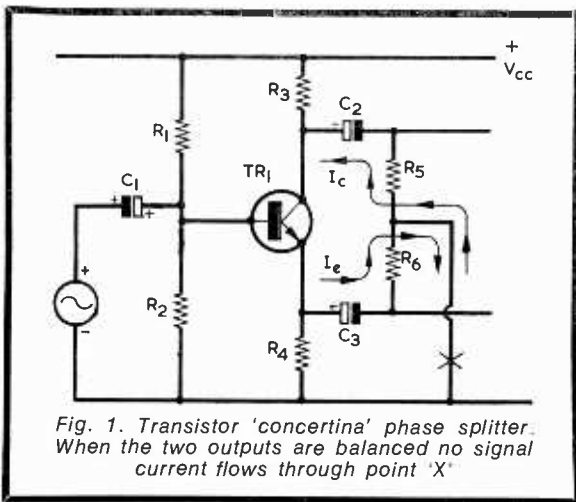 +
Vcc
R3
C2
+
R1
R5
TR1
Ic
C1
+
+
Ie
R6
+
R2
+
-
C3
R4
X
Fig. 1. Transistor 'concertina' phase splitter.
When the two outputs are balanced no signal
current flows through point 'X'